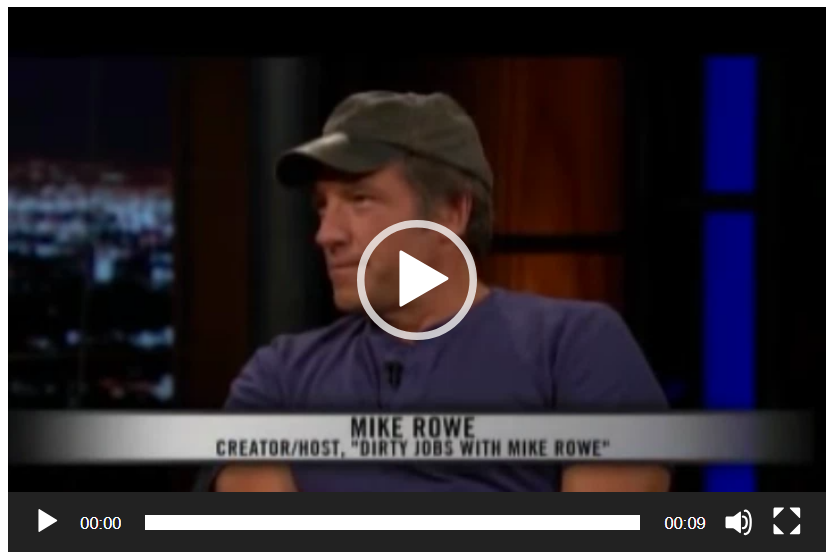 MIKE ROWE
CREATOR/HOST, "DIRTY JOBS WITH MIKE ROWE"
00:00 00:09